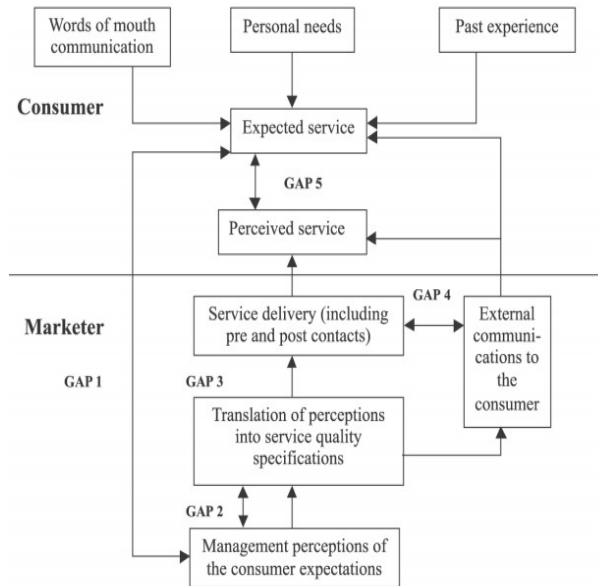 Words of mouth
communication
Personal needs
Past experience
Consumer
Expected service
GAP 5
Perceived service
Marketer
Service delivery (including
pre and post contacts)
GAP 4
External
communi-
cations to
the
consumer
GAP 1
GAP 3
Translation of perceptions
into service quality
specifications
GAP 2
Management perceptions of
the consumer expectations